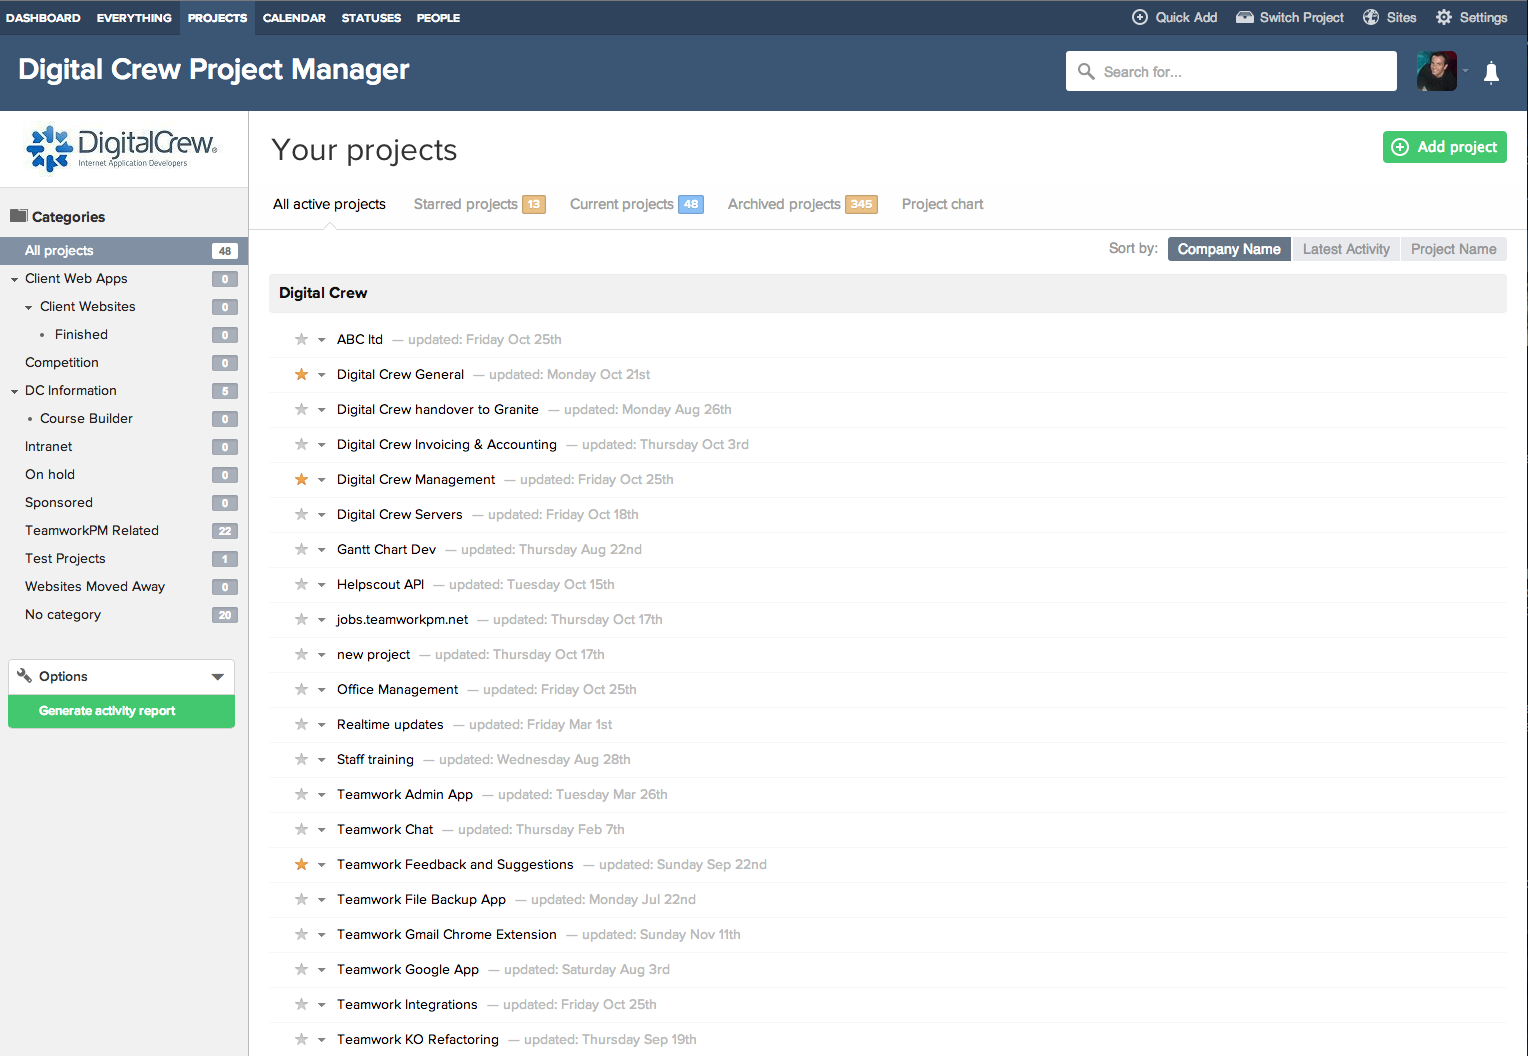 DASHBOARD EVERYTHING PROJECTS CALENDAR STATUSES PEOPLE Quick Add Switch Project Sites Settings
Digital Crew Project Manager Search for...
DigitalCrew®
Internet Application Developers
Your projects Add project
All active projects Starred projects 13 Current projects 48 Archived projects 345 Project chart
Sort by: Company Name Latest Activity Project Name
Categories
All projects 48
Client Web Apps 0
Client Websites 0
Finished 0
Competition 0
DC Information 5
Course Builder 0
Intranet 0
On hold 0
Sponsored 0
TeamworkPM Related 22
Test Projects 1
Websites Moved Away 0
No category 20
Options
Generate activity report
Digital Crew
ABC ltd — updated: Friday Oct 25th
Digital Crew General — updated: Monday Oct 21st
Digital Crew handover to Granite — updated: Monday Aug 26th
Digital Crew Invoicing & Accounting — updated: Thursday Oct 3rd
Digital Crew Management — updated: Friday Oct 25th
Digital Crew Servers — updated: Friday Oct 18th
Gantt Chart Dev — updated: Thursday Aug 22nd
Helpscout API — updated: Tuesday Oct 15th
jobs.teamworkpm.net — updated: Thursday Oct 17th
new project — updated: Thursday Oct 17th
Office Management — updated: Friday Oct 25th
Realtime updates — updated: Friday Mar 1st
Staff training — updated: Wednesday Aug 28th
Teamwork Admin App — updated: Tuesday Mar 26th
Teamwork Chat — updated: Thursday Feb 7th
Teamwork Feedback and Suggestions — updated: Sunday Sep 22nd
Teamwork File Backup App — updated: Monday Jul 22nd
Teamwork Gmail Chrome Extension — updated: Sunday Nov 11th
Teamwork Google App — updated: Saturday Aug 3rd
Teamwork Integrations — updated: Friday Oct 25th
Teamwork KO Refactoring — updated: Thursday Sep 19th